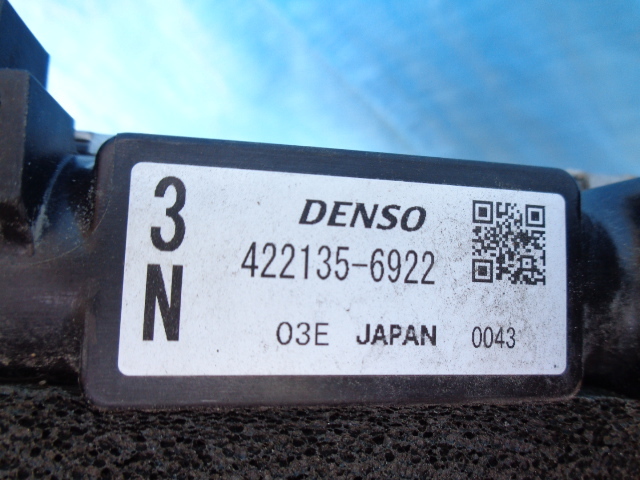 3
N
DENSO
422135-6922
03E JAPAN 0043